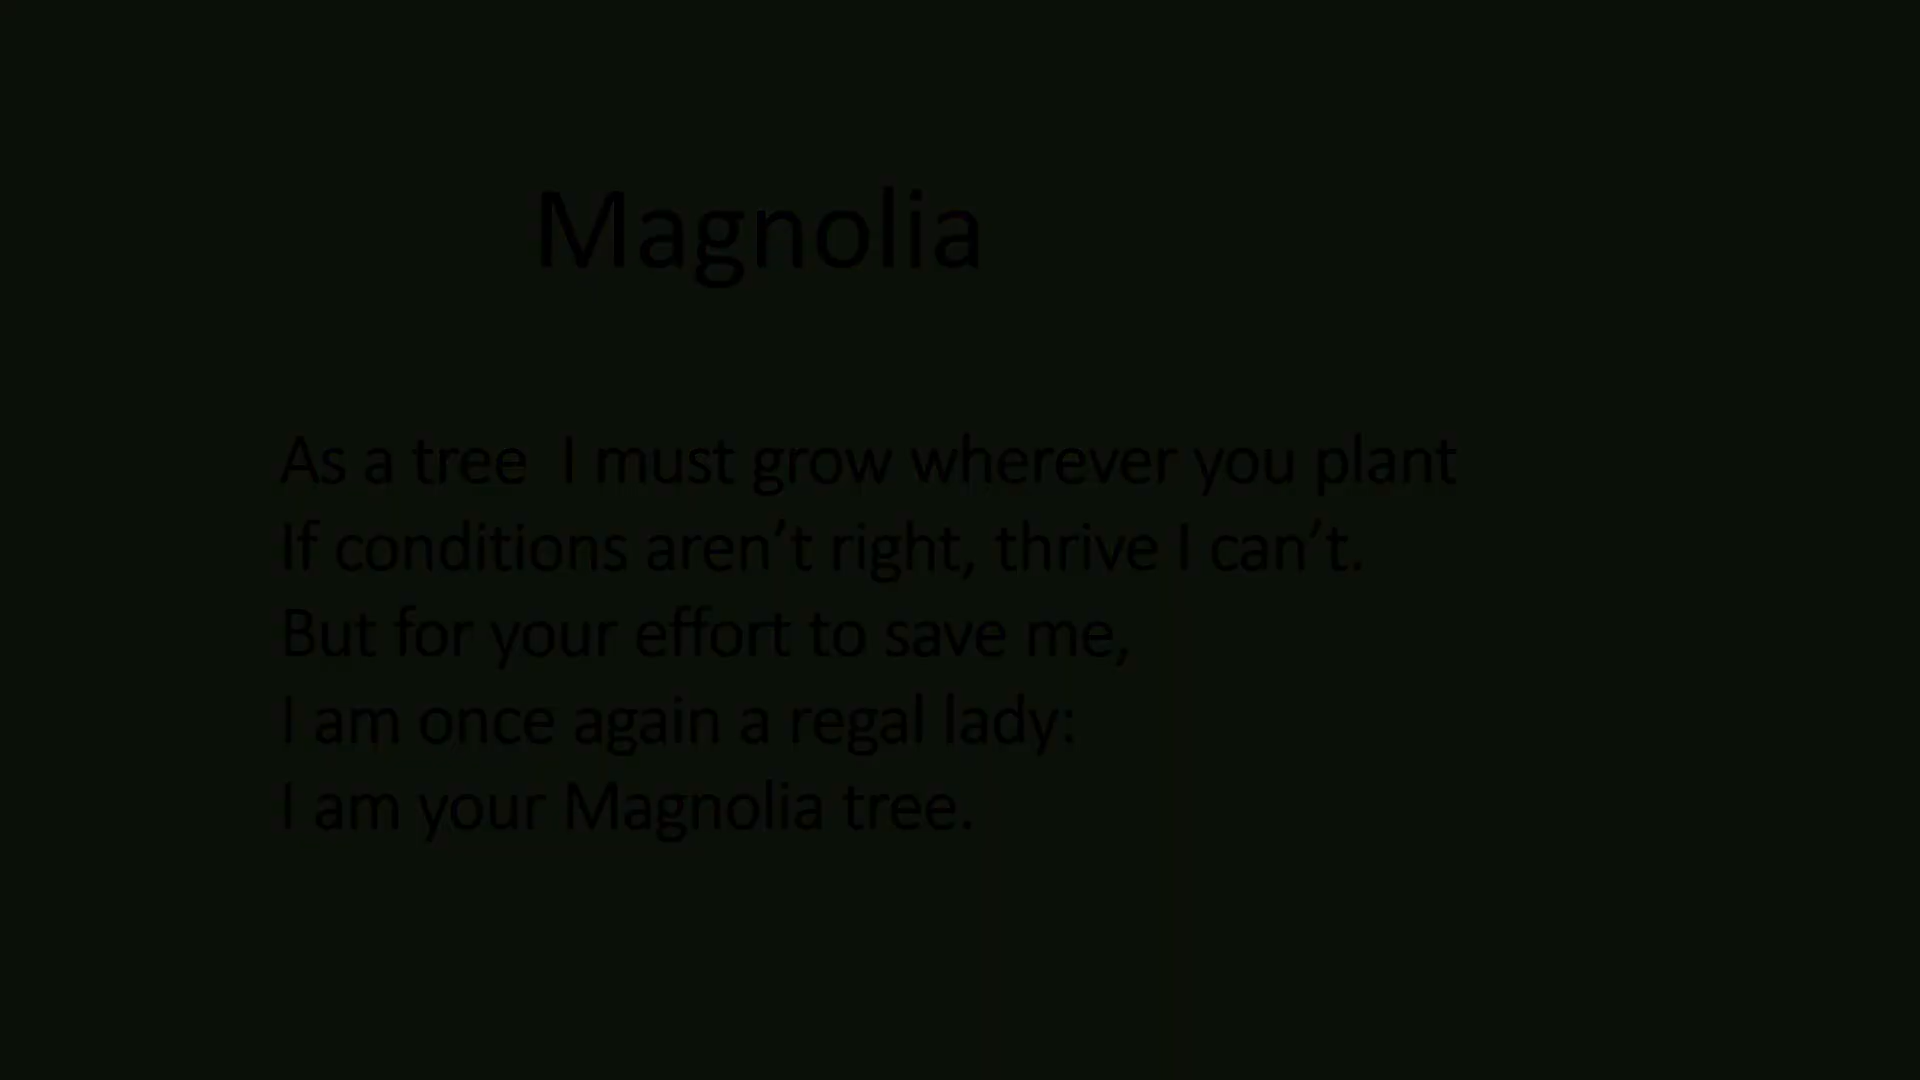 Magnolia
As a tree  I must grow wherever you plant
If conditions aren’t right, thrive I can’t.
But for your effort to save me,
I am once again a regal lady:
I am your Magnolia tree.